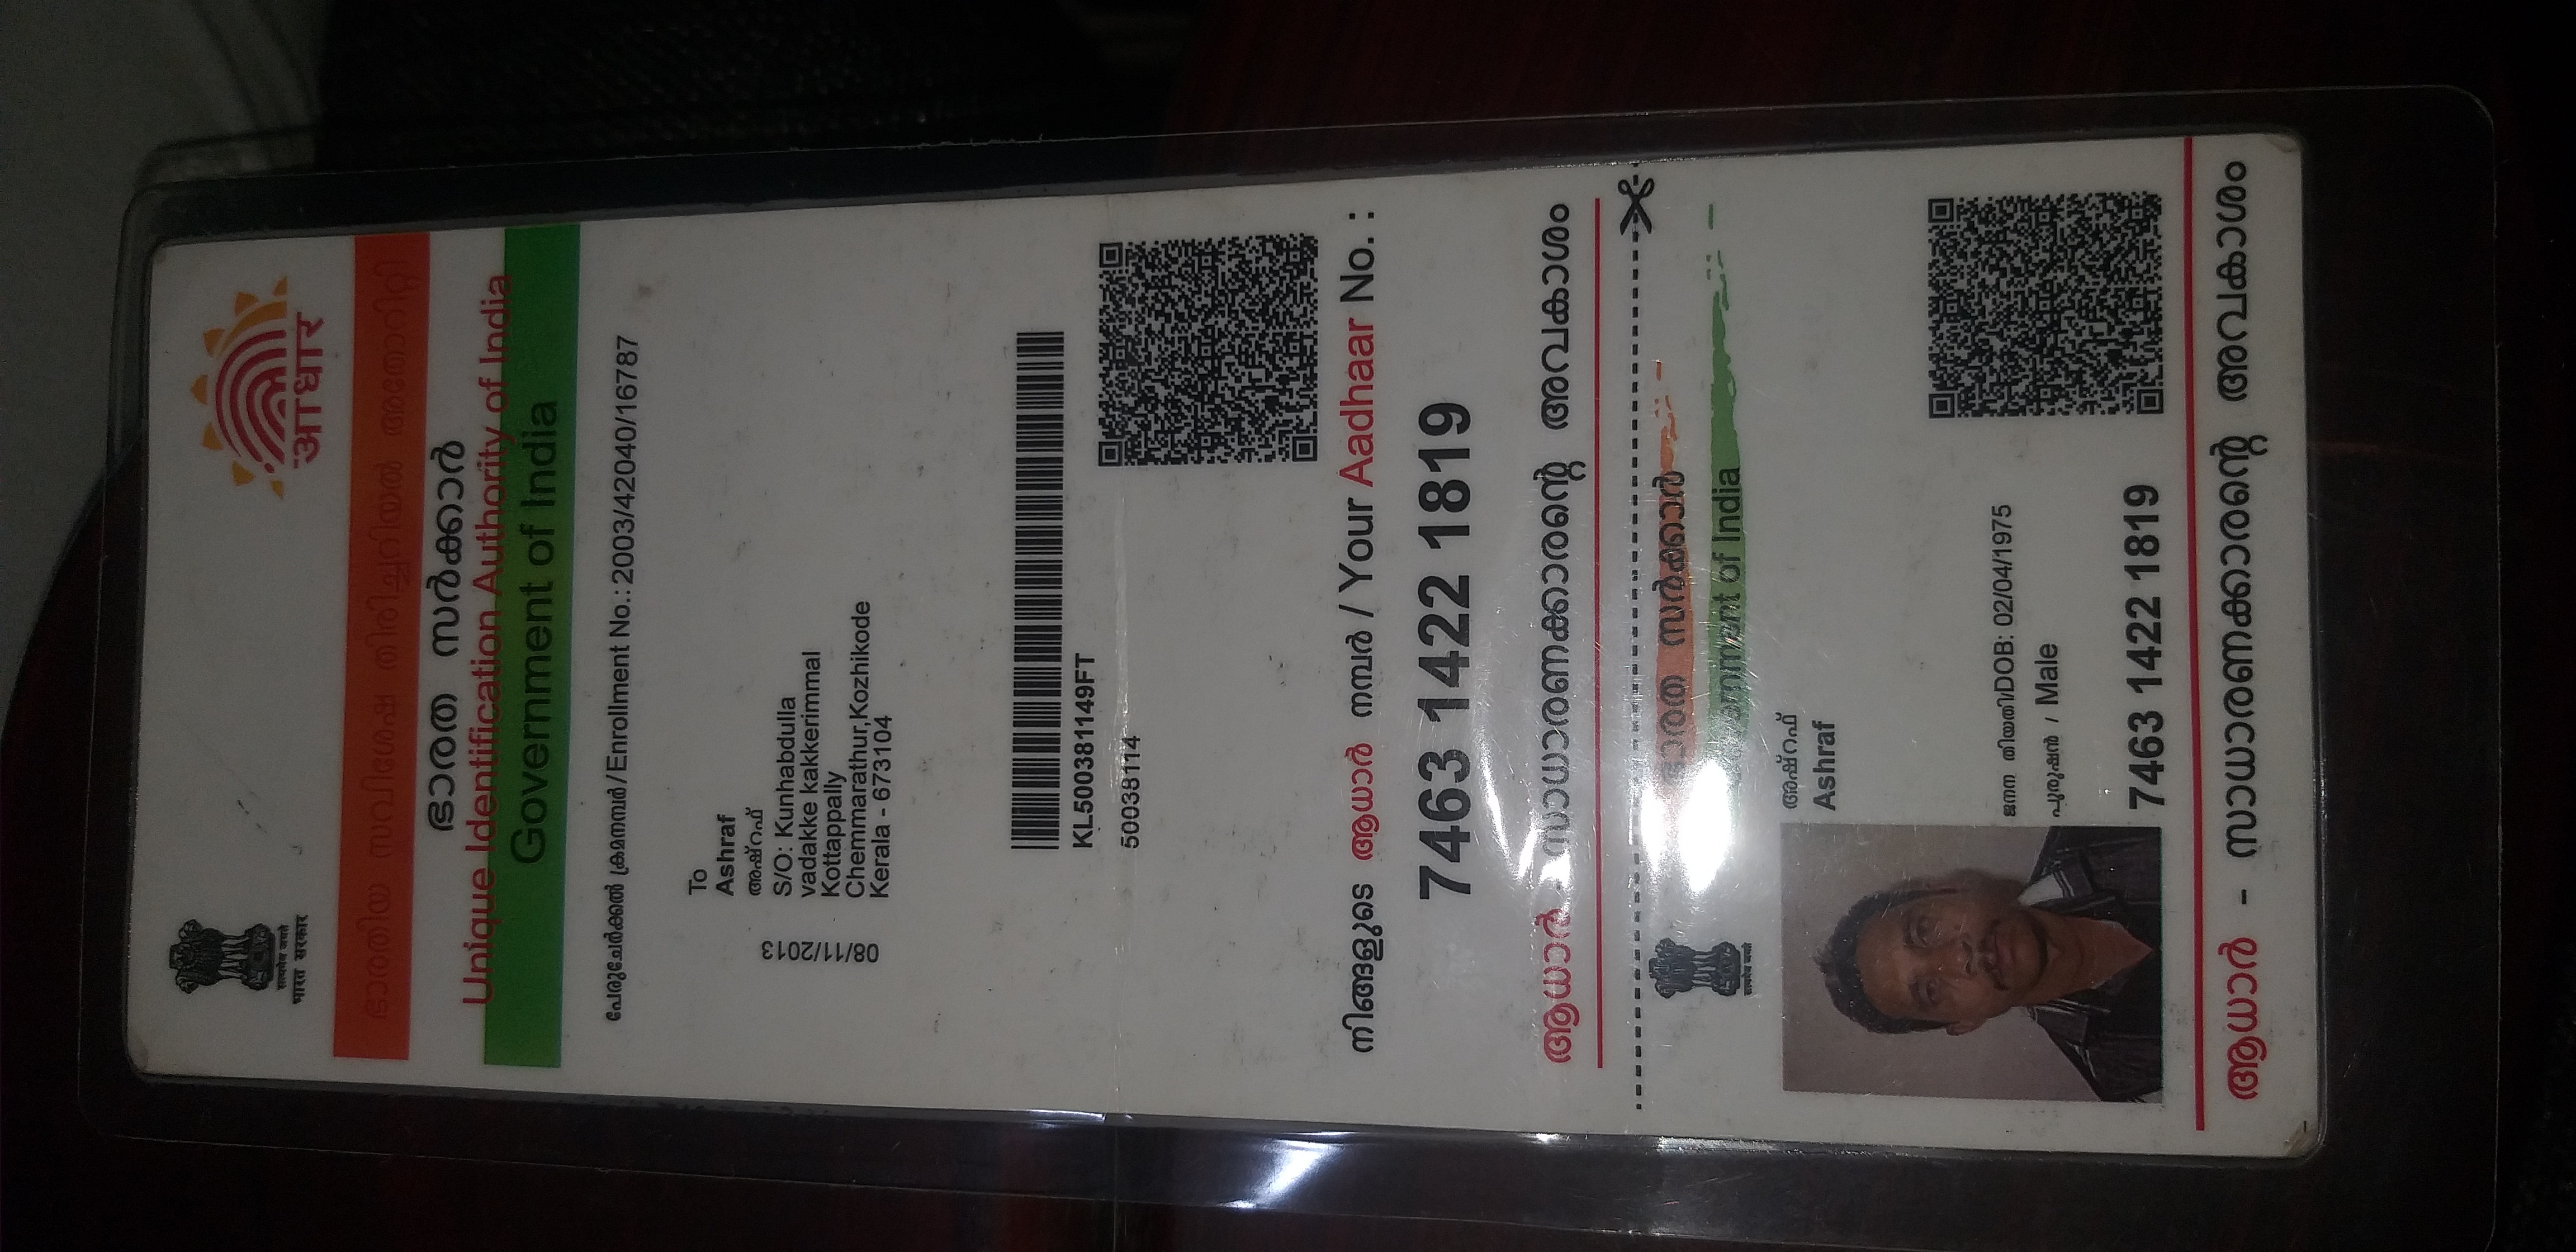 सत्यमेव जयते
भारत सरकार
आधार
ഭാരതീയ സവിശേഷ തിരിച്ചറിയൽ അതോറിറ്റി
ഭാരത സർക്കാർ
Unique Identification Authority of India
Government of India
പേരുചേർക്കൽ ക്രമനമ്പർ/Enrollment No.: 2003/42040/16787
08/11/2013
To
Ashraf
അഷ്റഫ്
S/O: Kunhabdulla
vadakke kakkerimmal
Kottappally
Chemmarathur,Kozhikode
Kerala - 673104
KL500381149FT
50038114
നിങ്ങളുടെ ആധാർ നമ്പർ / Your Aadhaar No. :
7463 1422 1819
ആധാർ - സാധാരണക്കാരന്റെ അവകാശം
सत्यमेव जयते
ഭാരത സർക്കാർ
Government of India
അഷ്റഫ്
Ashraf
ജനന തിയതി/DOB: 02/04/1975
പുരുഷൻ / Male
7463 1422 1819
ആധാർ - സാധാരണക്കാരന്റെ അവകാശം